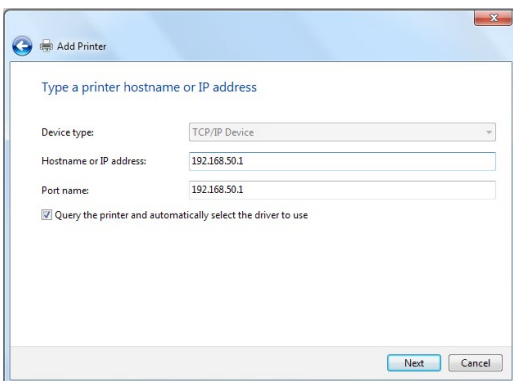 Add Printer
Type a printer hostname or IP address
Device type: TCP/IP Device
Hostname or IP address: 192.168.50.1
Port name: 192.168.50.1
Query the printer and automatically select the driver to use
Next Cancel